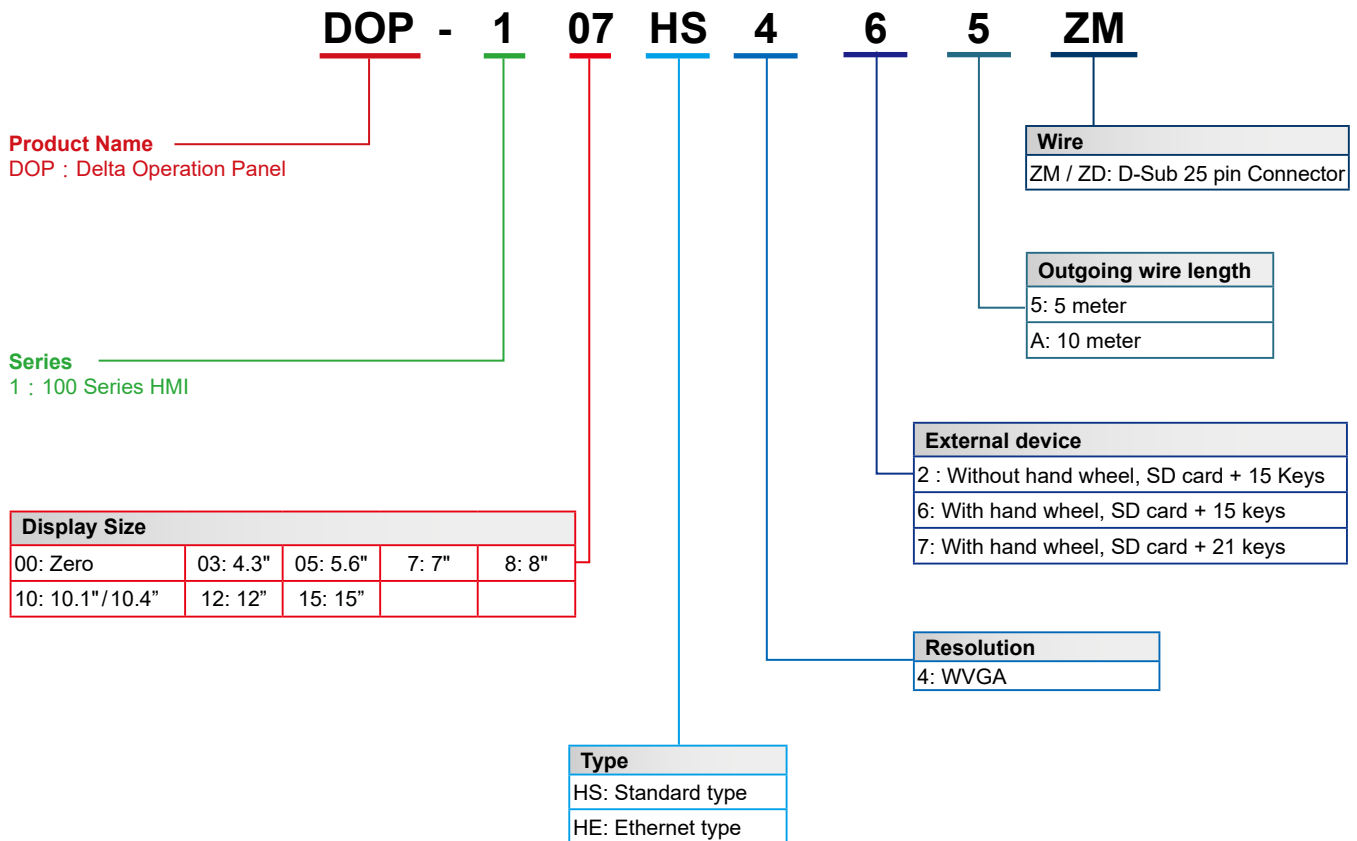 DOP - 1 07 HS 4 6 5 ZM
Product Name
DOP : Delta Operation Panel
Wire
ZM / ZD: D-Sub 25 pin Connector
Outgoing wire length
5: 5 meter
A: 10 meter
Series
1 : 100 Series HMI
External device
2 : Without hand wheel, SD card + 15 Keys
6: With hand wheel, SD card + 15 keys
7: With hand wheel, SD card + 21 keys
Display Size
00: Zero 03: 4.3" 05: 5.6" 7: 7" 8: 8"
10: 10.1"/10.4” 12: 12” 15: 15”
Resolution
4: WVGA
Type
HS: Standard type
HE: Ethernet type